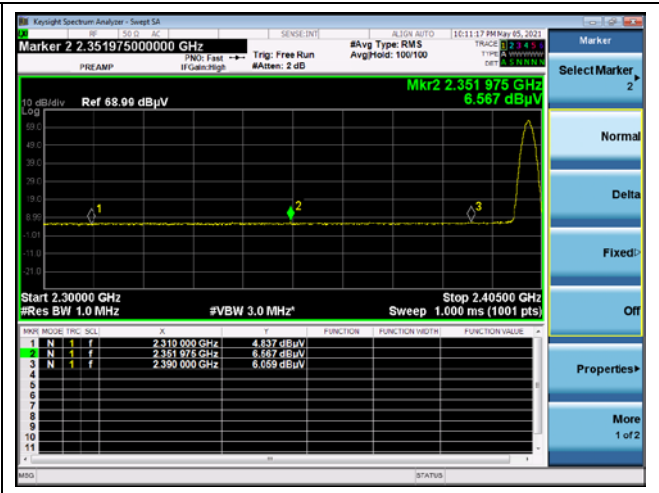 Keysight Spectrum Analyzer - Swept SA
RF 50 Ω AC SENSE:INT ALIGN AUTO 10:11:17 PM May 05, 2021
Marker 2 2.351975000000 GHz
PREAMP
PNO: Fast
IFGain:High
Trig: Free Run
#Atten: 2 dB
#Avg Type: RMS
Avg|Hold: 100/100
TRACE 1 2 3 4 5 6
TYPE A
DET A S N N N N
Mkr2 2.351 975 GHz
6.567 dBµV
10 dB/div Ref 68.99 dBµV
Log
59.0
49.0
39.0
29.0
19.0
8.99
-1.01
-11.0
-21.0
1
2
3
Start 2.30000 GHz
Stop 2.40500 GHz
#Res BW 1.0 MHz
#VBW 3.0 MHz*
Sweep 1.000 ms (1001 pts)
MKR MODE TRC SCL X Y FUNCTION FUNCTION WIDTH FUNCTION VALUE
1 N 1 f 2.310 000 GHz 4.837 dBµV
2 N 1 f 2.351 975 GHz 6.567 dBµV
3 N 1 f 2.390 000 GHz 6.059 dBµV
4
5
6
7
8
9
10
11
MSG
STATUS
Marker
Select Marker
2
Normal
Delta
Fixed
Off
Properties
More
1 of 2